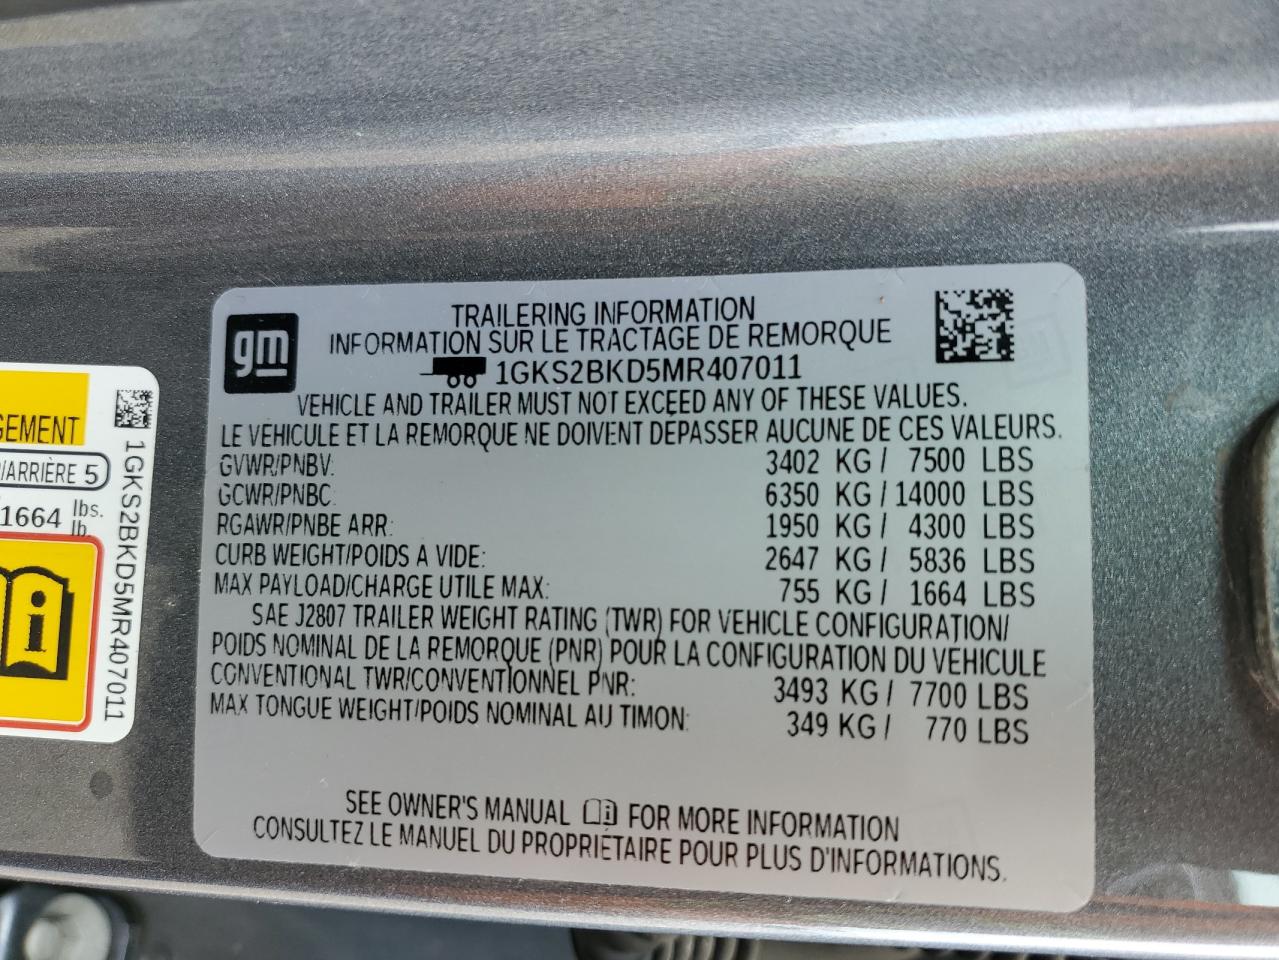 gm
TRAILERING INFORMATION
INFORMATION SUR LE TRACTAGE DE REMORQUE
1GKS2BKD5MR407011
VEHICLE AND TRAILER MUST NOT EXCEED ANY OF THESE VALUES.
LE VÉHICULE ET LA REMORQUE NE DOIVENT DÉPASSER AUCUNE DE CES VALEURS.
GVWR/PNBV: 3402 KG / 7500 LBS
GCWR/PNBC: 6350 KG / 14000 LBS
RGAWR/PNBE ARR: 1950 KG / 4300 LBS
CURB WEIGHT/POIDS A VIDE: 2647 KG / 5836 LBS
MAX PAYLOAD/CHARGE UTILE MAX: 755 KG / 1664 LBS
SAE J2807 TRAILER WEIGHT RATING (TWR) FOR VEHICLE CONFIGURATION/
POIDS NOMINAL DE LA REMORQUE (PNR) POUR LA CONFIGURATION DU VEHICULE
CONVENTIONAL TWR/CONVENTIONNEL PNR: 3493 KG / 7700 LBS
MAX TONGUE WEIGHT/POIDS NOMINAL AU TIMON: 349 KG / 770 LBS
SEE OWNER'S MANUAL i FOR MORE INFORMATION
CONSULTEZ LE MANUEL DU PROPRIÉTAIRE POUR PLUS D'INFORMATIONS.
GEMENT
/ARRIÈRE 5
1664 lbs.
lb.
i
1GKS2BKD5MR407011